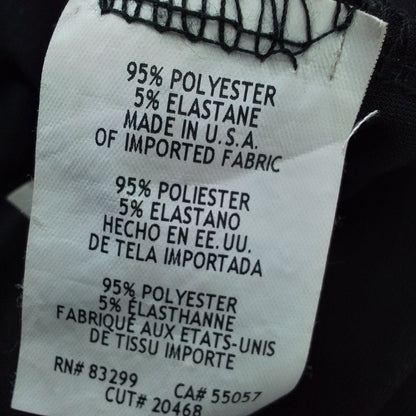 95% POLYESTER
5% ELASTANE
MADE IN U.S.A.
OF IMPORTED FABRIC
95% POLIESTER
5% ELASTANO
HECHO EN EE. UU.
DE TELA IMPORTADA
95% POLYESTER
5% ÉLASTHANNE
FABRIQUÉ AUX ETATS-UNIS
DE TISSU IMPORTE
RN# 83299 CA# 55057
CUT# 20468